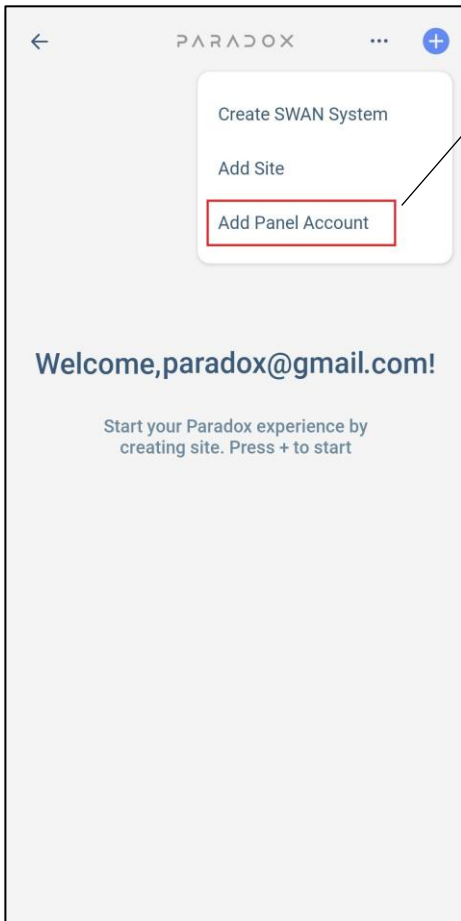 PARADOX
Create SWAN System
Add Site
Add Panel Account
Welcome,paradox@gmail.com!
Start your Paradox experience by
creating site. Press + to start